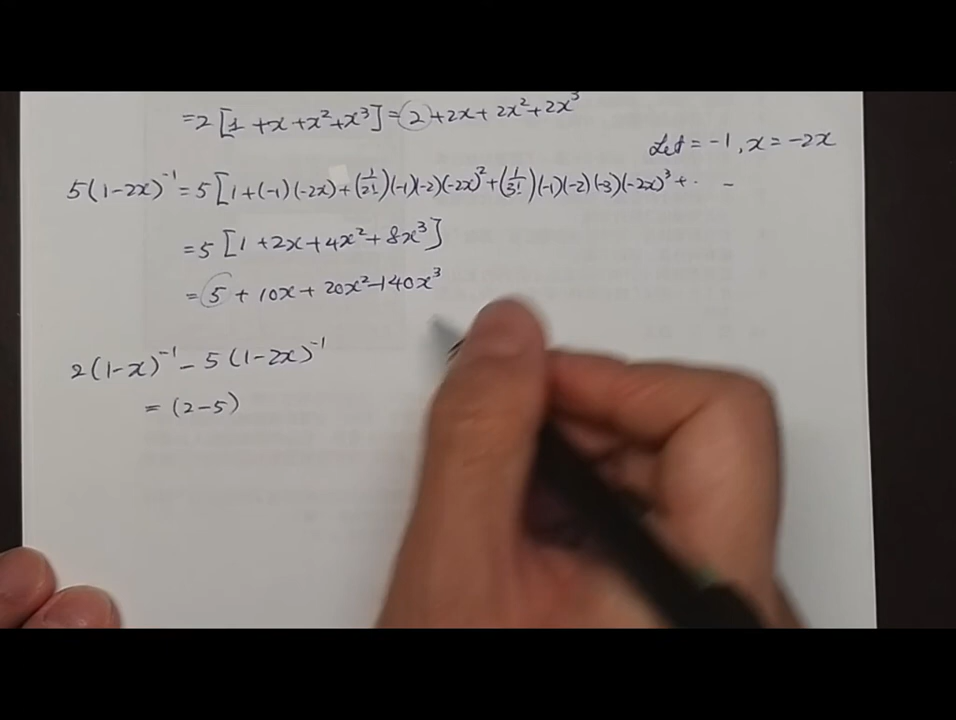 =2[1+x+x²+x³]=2+2x+2x²+2x³
Let = -1, x = -2x
5(1-2x)⁻¹=5[1+(-1)(-2x)+(1/2!)(-1)(-2)(-2x)²+(1/3!)(-1)(-2)(-3)(-2x)³+..  -
=5[1+2x+4x²+8x³]
=5+10x+20x²-140x³
2(1-x)⁻¹-5(1-2x)⁻¹
=(2-5)